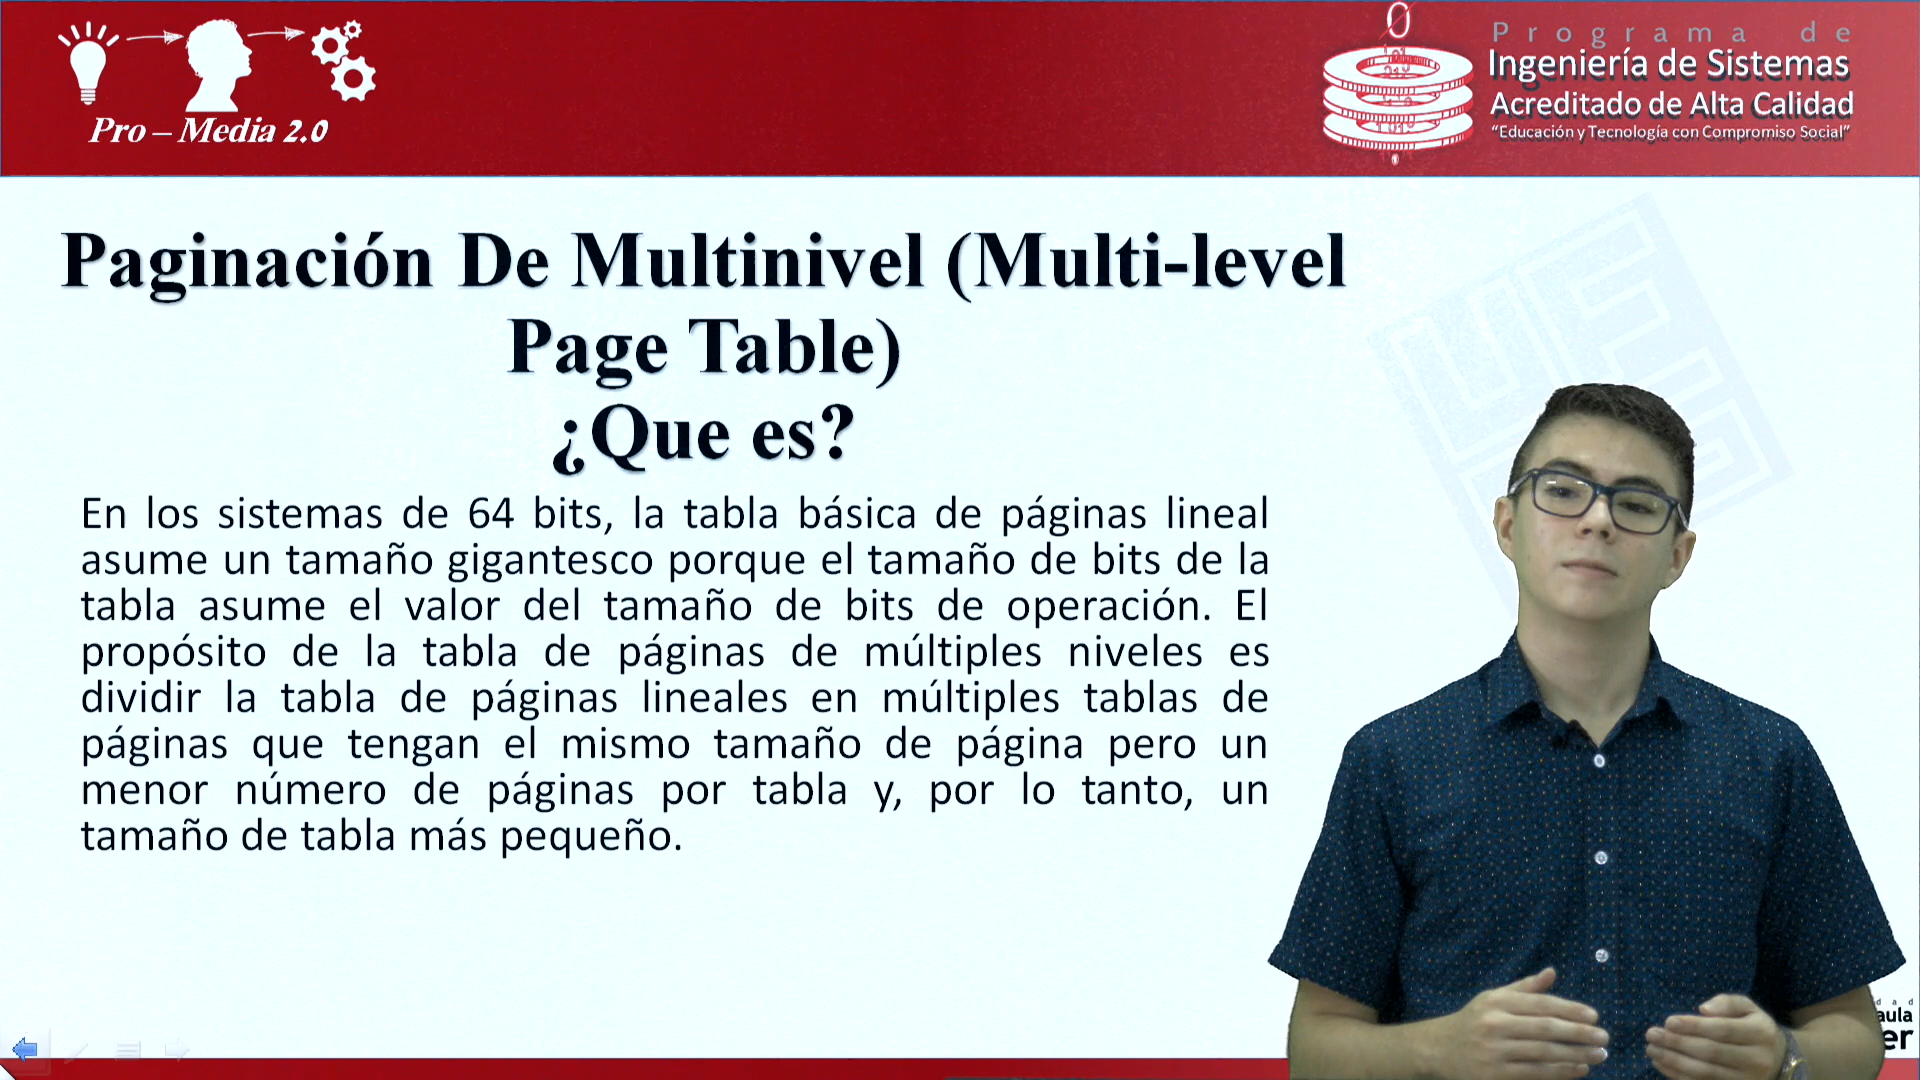 Pro – Media 2.0
Programa de
Ingeniería de Sistemas
Acreditado de Alta Calidad
“Educación y Tecnología con Compromiso Social”
Paginación De Multinivel (Multi-level
Page Table)
¿Que es?
En los sistemas de 64 bits, la tabla básica de páginas lineal
asume un tamaño gigantesco porque el tamaño de bits de la
tabla asume el valor del tamaño de bits de operación. El
propósito de la tabla de páginas de múltiples niveles es
dividir la tabla de páginas lineales en múltiples tablas de
páginas que tengan el mismo tamaño de página pero un
menor número de páginas por tabla y, por lo tanto, un
tamaño de tabla más pequeño.
dad
aula
er